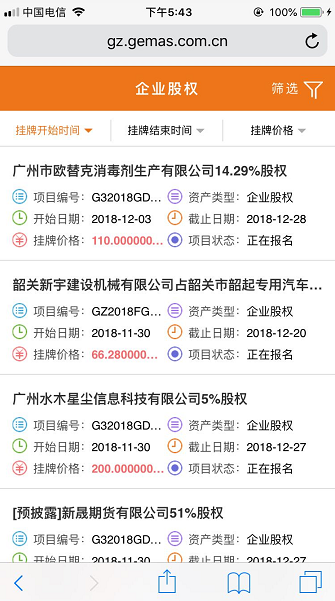 中国电信 下午5:43 100%
gz.gemas.com.cn
企业股权 筛选
挂牌开始时间 挂牌结束时间 挂牌价格
广州市欧替克消毒剂生产有限公司14.29%股权
项目编号: G32018GD... 资产类型: 企业股权
开始日期: 2018-12-03 截止日期: 2018-12-28
挂牌价格: 110.000000... 项目状态: 正在报名
韶关新宇建设机械有限公司占韶关市韶起专用汽车...
项目编号: GZ2018FG... 资产类型: 企业股权
开始日期: 2018-11-30 截止日期: 2018-12-20
挂牌价格: 66.280000... 项目状态: 正在报名
广州水木星尘信息科技有限公司5%股权
项目编号: G32018GD... 资产类型: 企业股权
开始日期: 2018-11-30 截止日期: 2018-12-27
挂牌价格: 200.000000... 项目状态: 正在报名
[预披露]新晟期货有限公司51%股权
项目编号: G32018GD... 资产类型: 企业股权
开始日期: 2018-11-30 截止日期: 2018-12-27